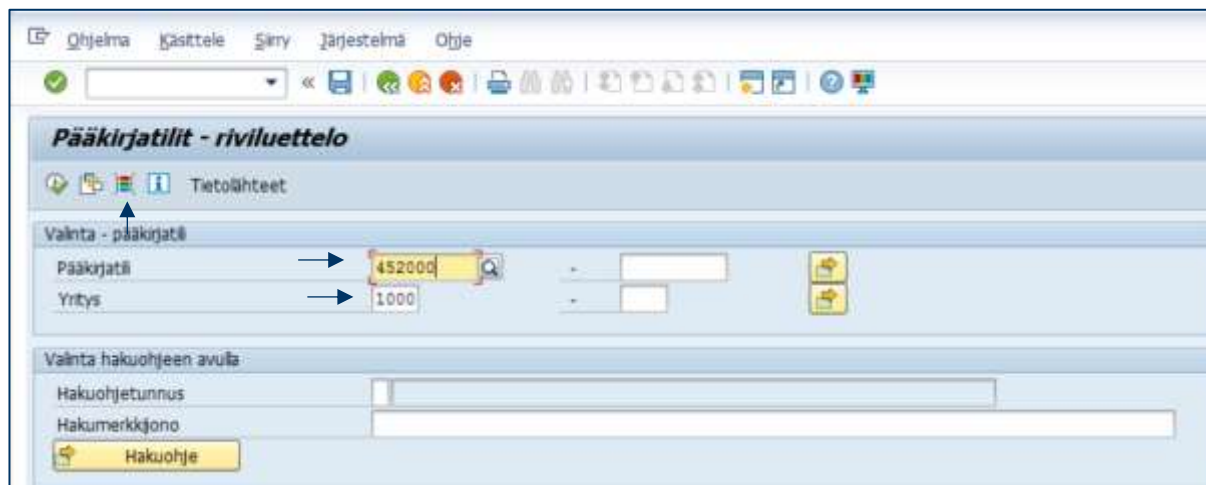 Ohjelma Käsittele Siirry Järjestelmä Ohje
Pääkirjatilit - riviluettelo
Tietolähteet
Valinta - pääkirjatili
Pääkirjatili 452000 -
Yritys 1000 -
Valinta hakuohjeen avulla
Hakuohjetunnus
Hakumerkkijono
Hakuohje